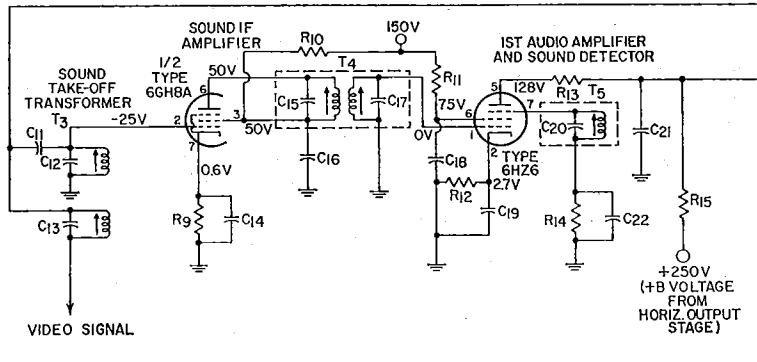 150V
R10
SOUND IF
AMPLIFIER
1/2
TYPE
6GH8A
1ST AUDIO AMPLIFIER
AND SOUND DETECTOR
SOUND
TAKE-OFF
TRANSFORMER
T3
-25V
C11
C12
C13
6
50V
2
3
50V
7
0.6V
R9
C14
T4
C15
C17
C16
R11
75V
0V
6
1
5
128V
7
2
2.7V
TYPE
6HZ6
C18
R12
C19
R13
T5
C20
C21
R14
C22
R15
+250V
(+B VOLTAGE
FROM
HORIZ. OUTPUT
STAGE)
VIDEO SIGNAL